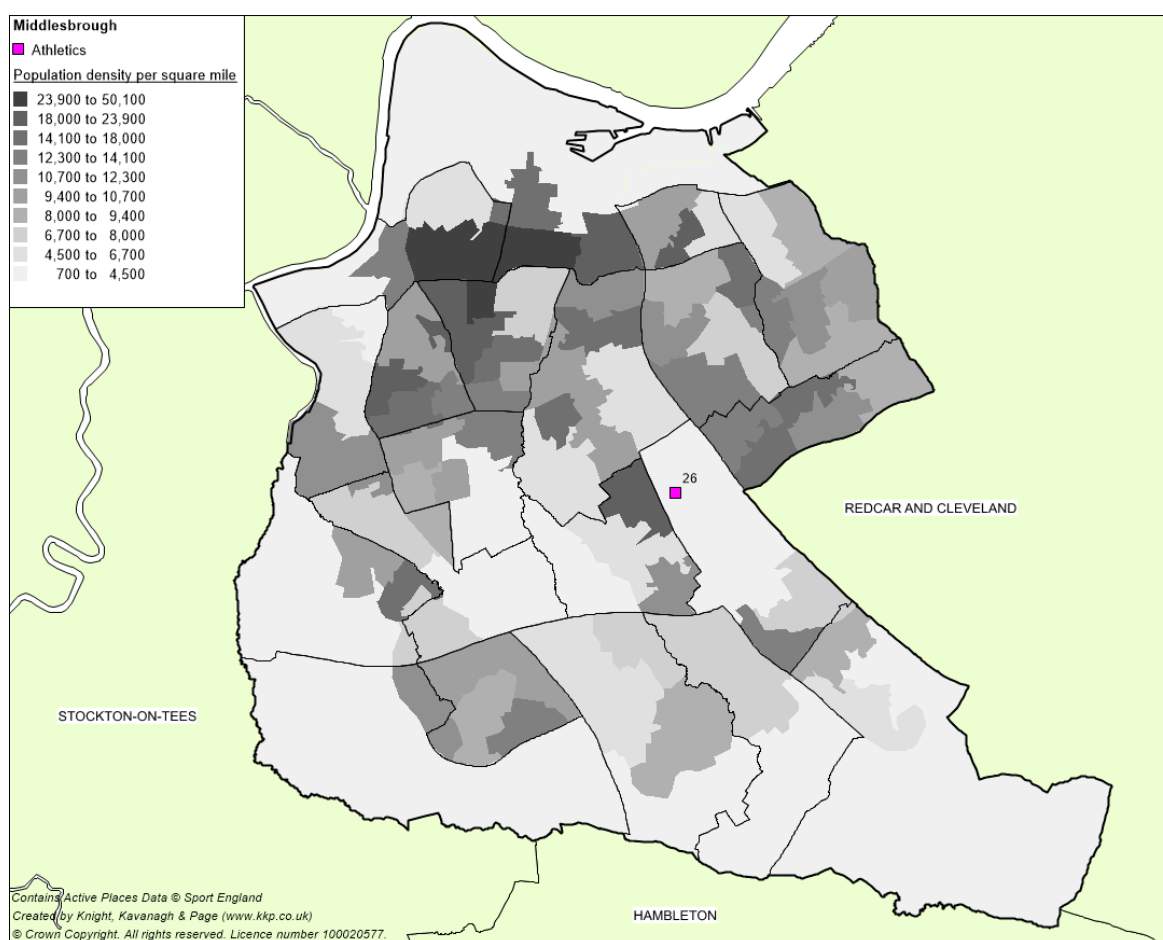 Middlesbrough
Athletics
Population density per square mile
23,900 to 50,100
18,000 to 23,900
14,100 to 18,000
12,300 to 14,100
10,700 to 12,300
9,400 to 10,700
8,000 to 9,400
6,700 to 8,000
4,500 to 6,700
700 to 4,500
26
REDCAR AND CLEVELAND
STOCKTON-ON-TEES
HAMBLETON
Contains Active Places Data © Sport England
Created by Knight, Kavanagh & Page (www.kkp.co.uk)
© Crown Copyright. All rights reserved. Licence number 100020577.